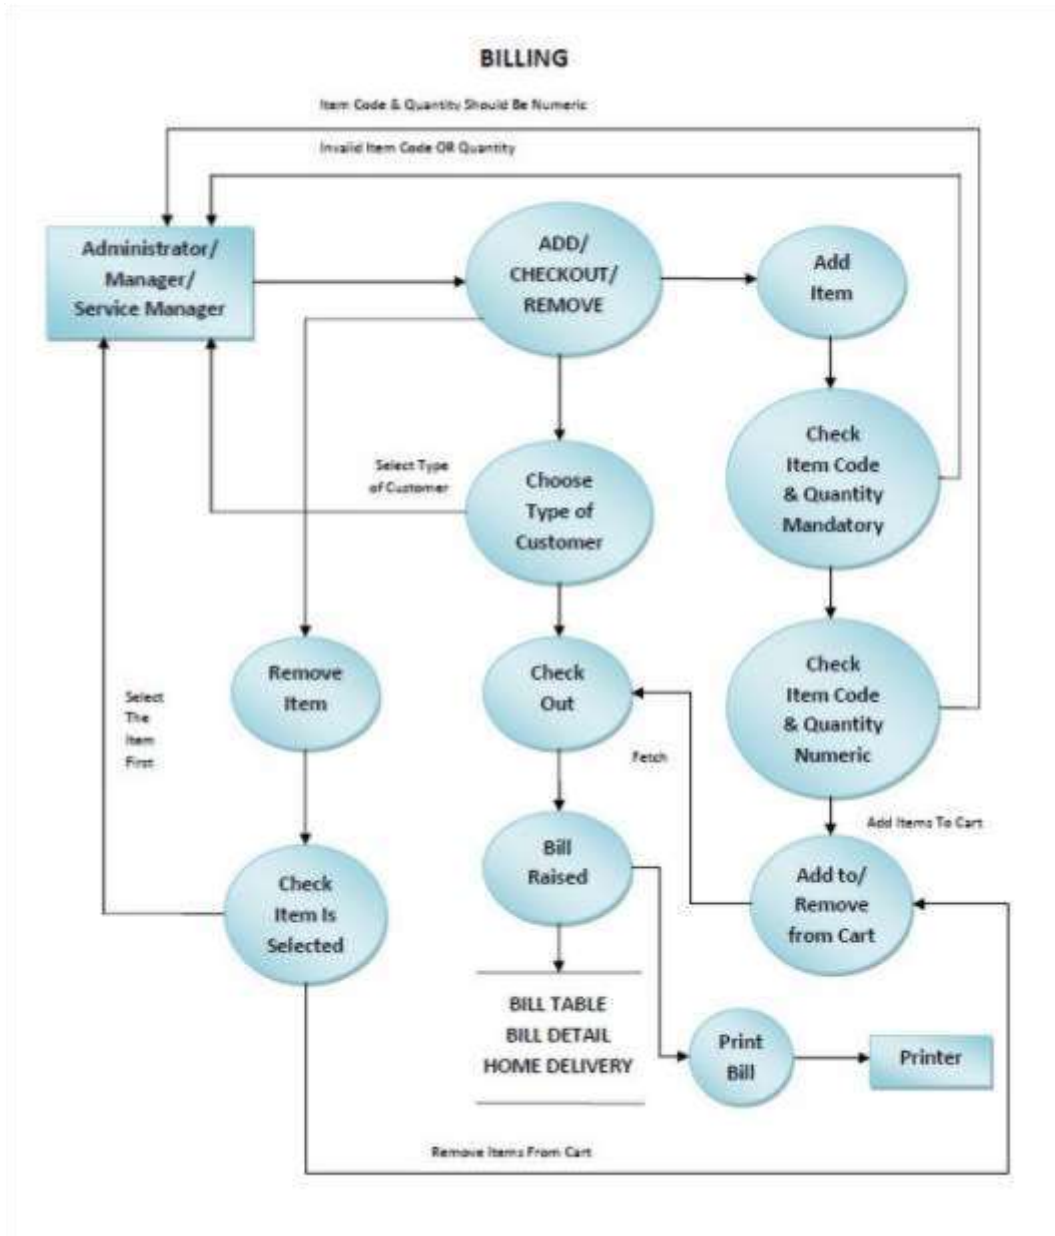 BILLING
Item Code & Quantity Should Be Numeric
Invalid Item Code OR Quantity
Administrator/
Manager/
Service Manager
ADD/
CHECKOUT/
REMOVE
Add
Item
Check
Item Code
& Quantity
Mandatory
Select Type
of Customer
Choose
Type of
Customer
Remove
Item
Check
Out
Check
Item Code
& Quantity
Numeric
Select
The
Item
First
Fetch
Add Items To Cart
Check
Item Is
Selected
Bill
Raised
Add to/
Remove
from Cart
BILL TABLE
BILL DETAIL
HOME DELIVERY
Print
Bill
Printer
Remove Items From Cart